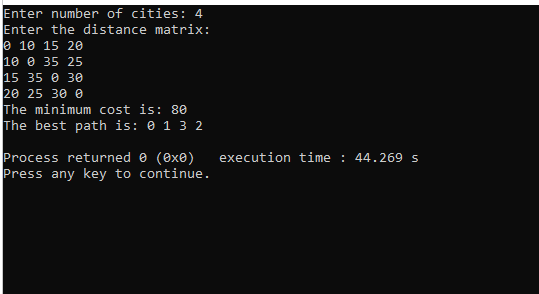 Enter number of cities: 4
Enter the distance matrix:
0 10 15 20
10 0 35 25
15 35 0 30
20 25 30 0
The minimum cost is: 80
The best path is: 0 1 3 2
Process returned 0 (0x0)   execution time : 44.269 s
Press any key to continue.